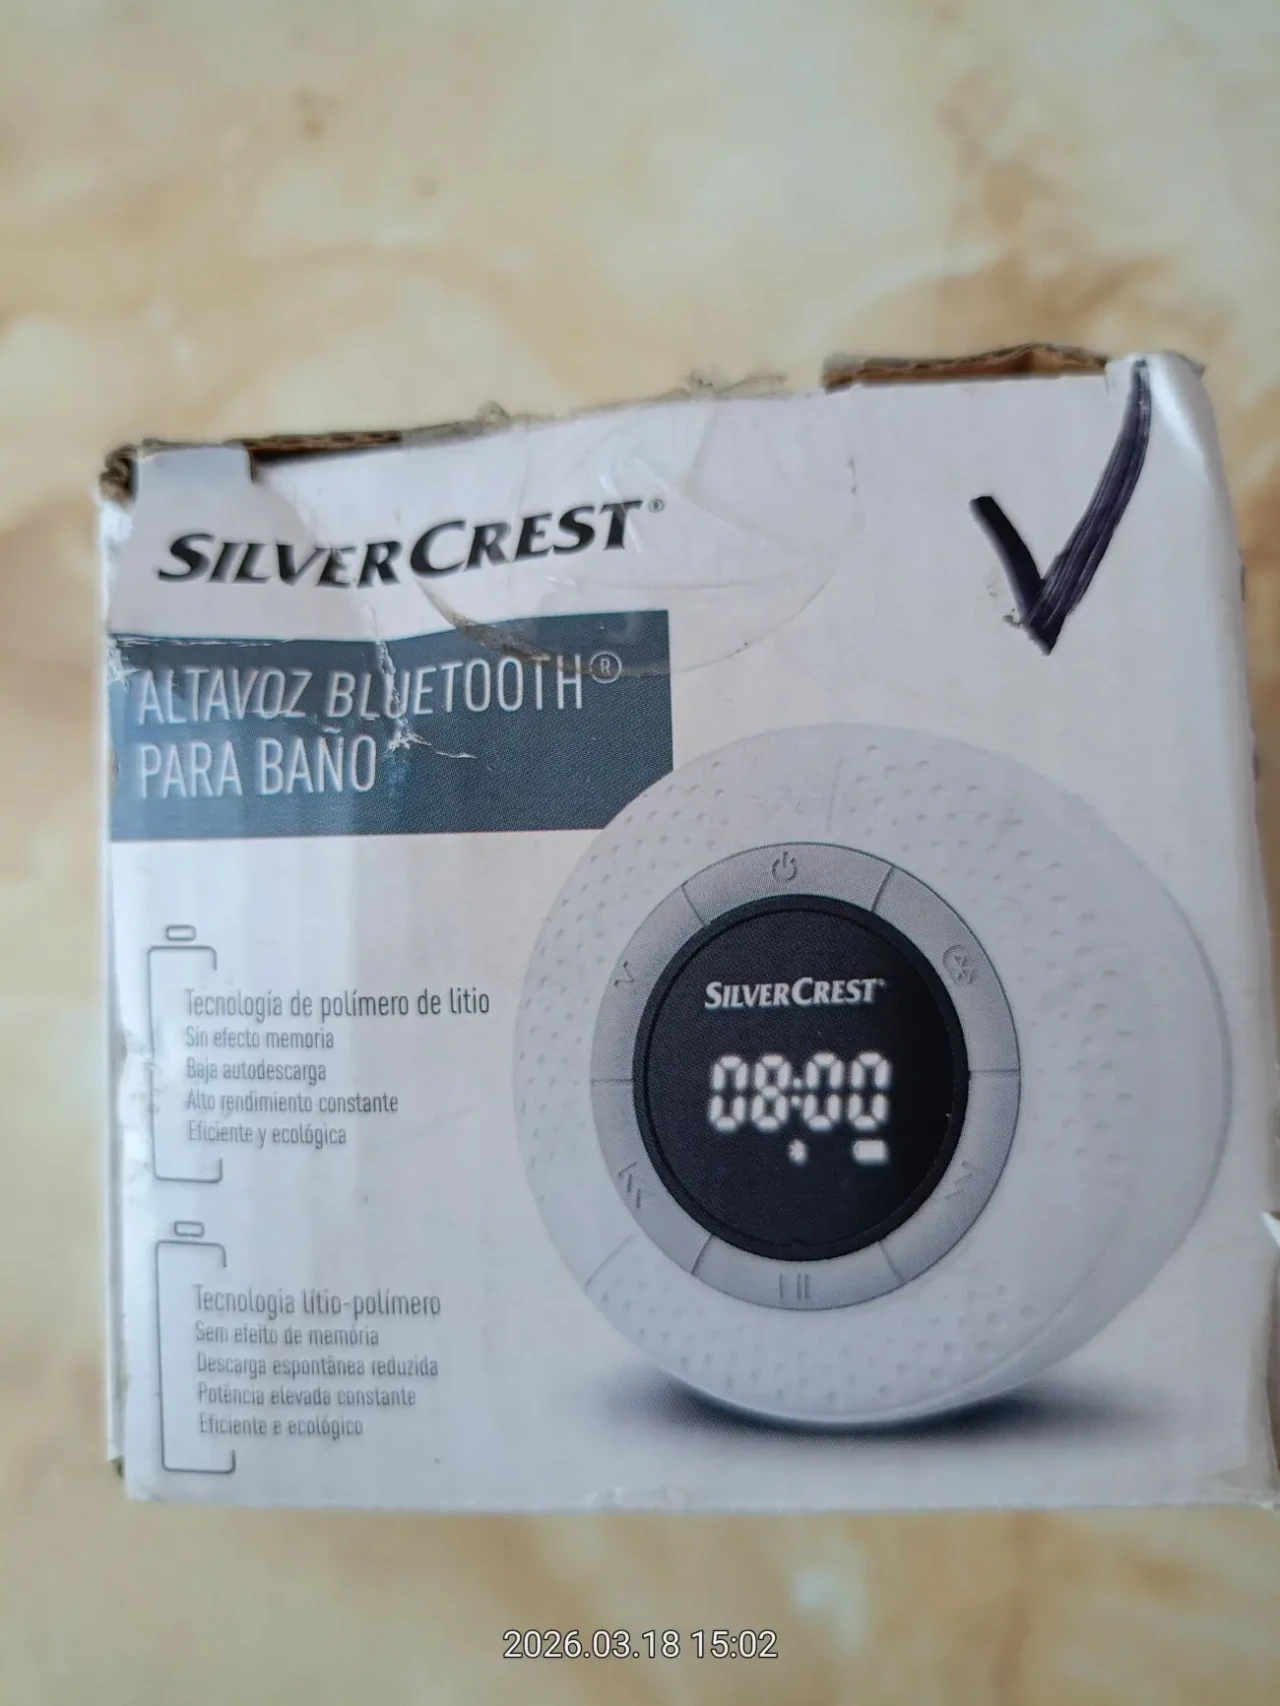 SILVERCREST®
ALTAVOZ BLUETOOTH®
PARA BAÑO
Tecnología de polímero de litio
Sin efecto memoria
Baja autodescarga
Alto rendimiento constante
Eficiente y ecológica
Tecnologia lítio-polímero
Sem efeito de memória
Descarga espontânea reduzida
Potência elevada constante
Eficiente e ecológico
SILVERCREST®
08:00
2026.03.18 15:02